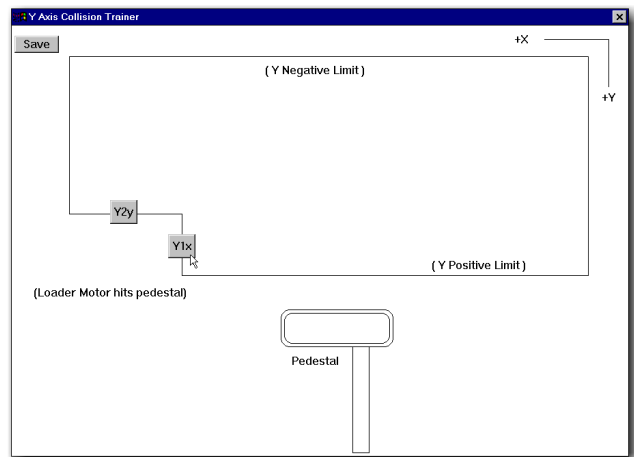 Y Axis Collision Trainer
Save
+X
( Y Negative Limit )
+Y
Y2y
Y1x
( Y Positive Limit )
(Loader Motor hits pedestal)
Pedestal